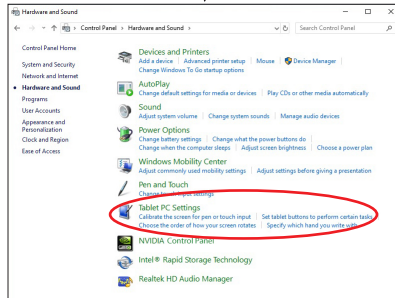 Hardware and Sound
Control Panel > Hardware and Sound >
Search Control Panel
Control Panel Home
System and Security
Network and Internet
Hardware and Sound
Programs
User Accounts
Appearance and
Personalization
Clock and Region
Ease of Access
Devices and Printers
Add a device | Advanced printer setup | Mouse | Device Manager |
Change Windows To Go startup options
AutoPlay
Change default settings for media or devices | Play CDs or other media automatically
Sound
Adjust system volume | Change system sounds | Manage audio devices
Power Options
Change battery settings | Change what the power buttons do |
Change when the computer sleeps | Adjust screen brightness | Choose a power plan
Windows Mobility Center
Adjust commonly used mobility settings | Adjust settings before giving a presentation
Pen and Touch
Change touch input settings
Tablet PC Settings
Calibrate the screen for pen or touch input | Set tablet buttons to perform certain tasks
Choose the order of how your screen rotates | Specify which hand you write with
NVIDIA Control Panel
Intel® Rapid Storage Technology
Realtek HD Audio Manager